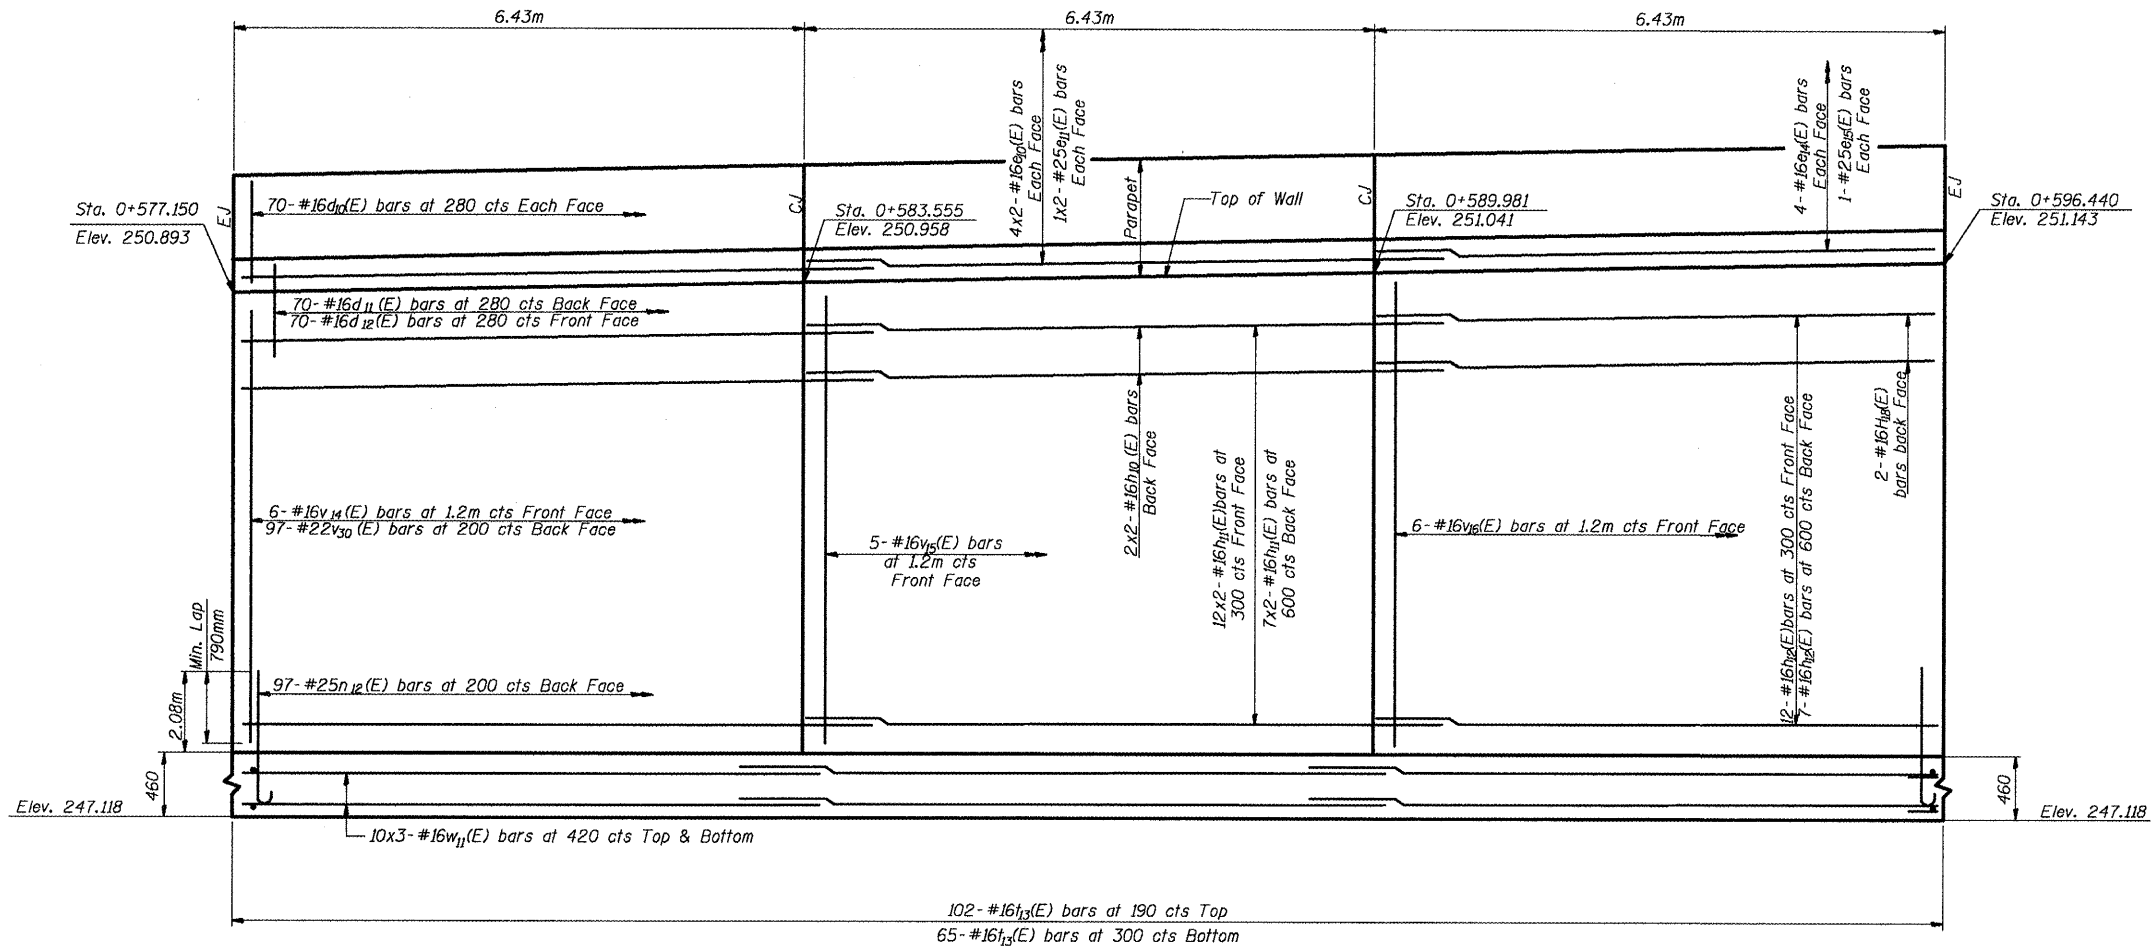 6.43m
6.43m
6.43m
4x2- #16e10(E) bars
Each Face
1x2- #25e11(E) bars
Each Face
4- #16e14(E) bars
Each Face
1- #25e15(E) bars
Each Face
EJ
70- #16d10(E) bars at 280 cts Each Face
Sta. 0+577.150
Elev. 250.893
CJ
Sta. 0+583.555
Elev. 250.958
Parapet
Top of Wall
CJ
Sta. 0+589.981
Elev. 251.041
EJ
Sta. 0+596.440
Elev. 251.143
70- #16d11(E) bars at 280 cts Back Face
70- #16d12(E) bars at 280 cts Front Face
2x2- #16h10(E) bars
Back Face
12x2- #16h11(E)bars at
300 cts Front Face
7x2- #16h11(E) bars at
600 cts Back Face
12- #16h12(E)bars at 300 cts Front Face
7- #16h12(E) bars at 600 cts Back Face
2- #16H18(E)
bars back Face
6- #16v14(E) bars at 1.2m cts Front Face
97- #22v30(E) bars at 200 cts Back Face
5- #16v15(E) bars
at 1.2m cts
Front Face
6- #16v16(E) bars at 1.2m cts Front Face
Min. Lap
790mm
2.08m
97- #25n12(E) bars at 200 cts Back Face
460
460
Elev. 247.118
Elev. 247.118
10x3- #16w11(E) bars at 420 cts Top & Bottom
102- #16t13(E) bars at 190 cts Top
65- #16t13(E) bars at 300 cts Bottom